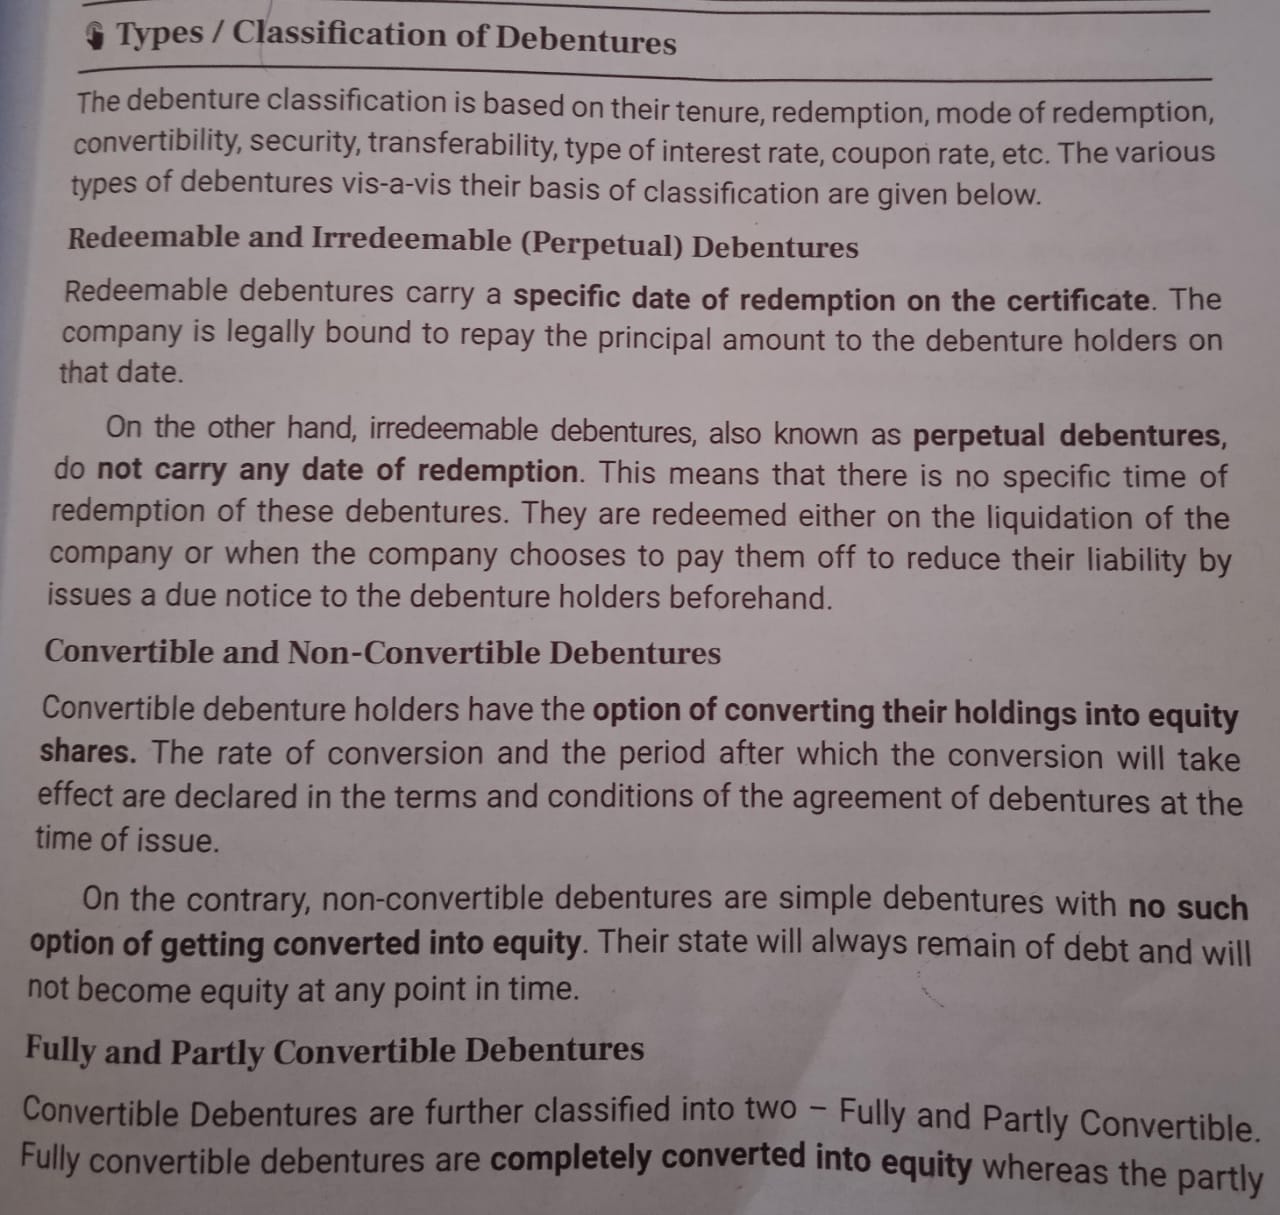 Types / Classification of Debentures
The debenture classification is based on their tenure, redemption, mode of redemption,
convertibility, security, transferability, type of interest rate, coupon rate, etc. The various
types of debentures vis-a-vis their basis of classification are given below.
Redeemable and Irredeemable (Perpetual) Debentures
Redeemable debentures carry a specific date of redemption on the certificate. The
company is legally bound to repay the principal amount to the debenture holders on
that date.
On the other hand, irredeemable debentures, also known as perpetual debentures,
do not carry any date of redemption. This means that there is no specific time of
redemption of these debentures. They are redeemed either on the liquidation of the
company or when the company chooses to pay them off to reduce their liability by
issues a due notice to the debenture holders beforehand.
Convertible and Non-Convertible Debentures
Convertible debenture holders have the option of converting their holdings into equity
shares. The rate of conversion and the period after which the conversion will take
effect are declared in the terms and conditions of the agreement of debentures at the
time of issue.
On the contrary, non-convertible debentures are simple debentures with no such
option of getting converted into equity. Their state will always remain of debt and will
not become equity at any point in time.
Fully and Partly Convertible Debentures
Convertible Debentures are further classified into two – Fully and Partly Convertible.
Fully convertible debentures are completely converted into equity whereas the partly